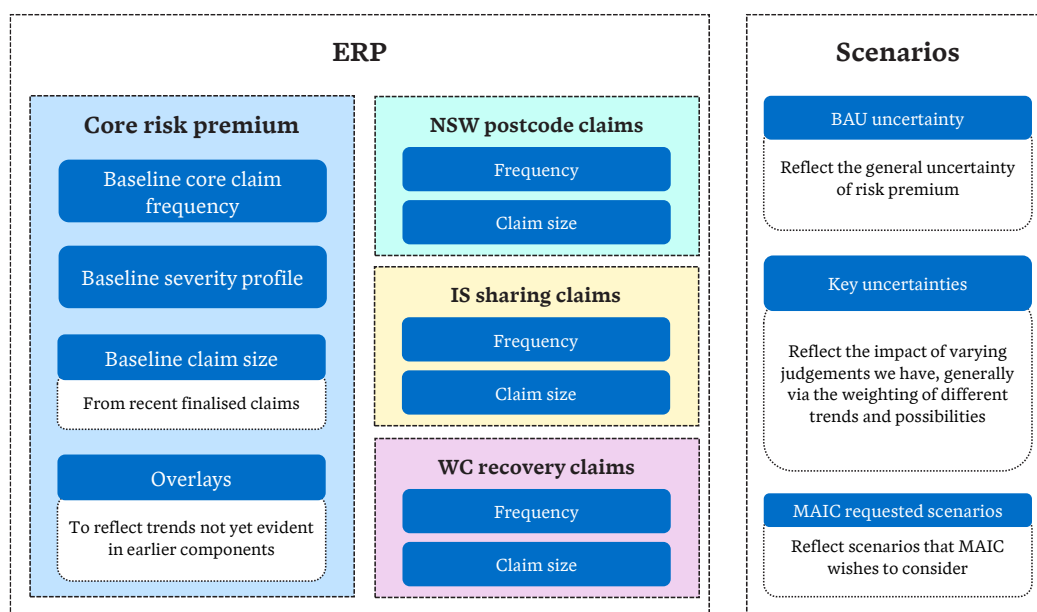 ERP
Core risk premium
Baseline core claim
frequency
Baseline severity profile
Baseline claim size
From recent finalised claims
Overlays
To reflect trends not yet evident
in earlier components
NSW postcode claims
Frequency
Claim size
IS sharing claims
Frequency
Claim size
WC recovery claims
Frequency
Claim size
Scenarios
BAU uncertainty
Reflect the general uncertainty
of risk premium
Key uncertainties
Reflect the impact of varying
judgements we have, generally
via the weighting of different
trends and possibilities
MAIC requested scenarios
Reflect scenarios that MAIC
wishes to consider